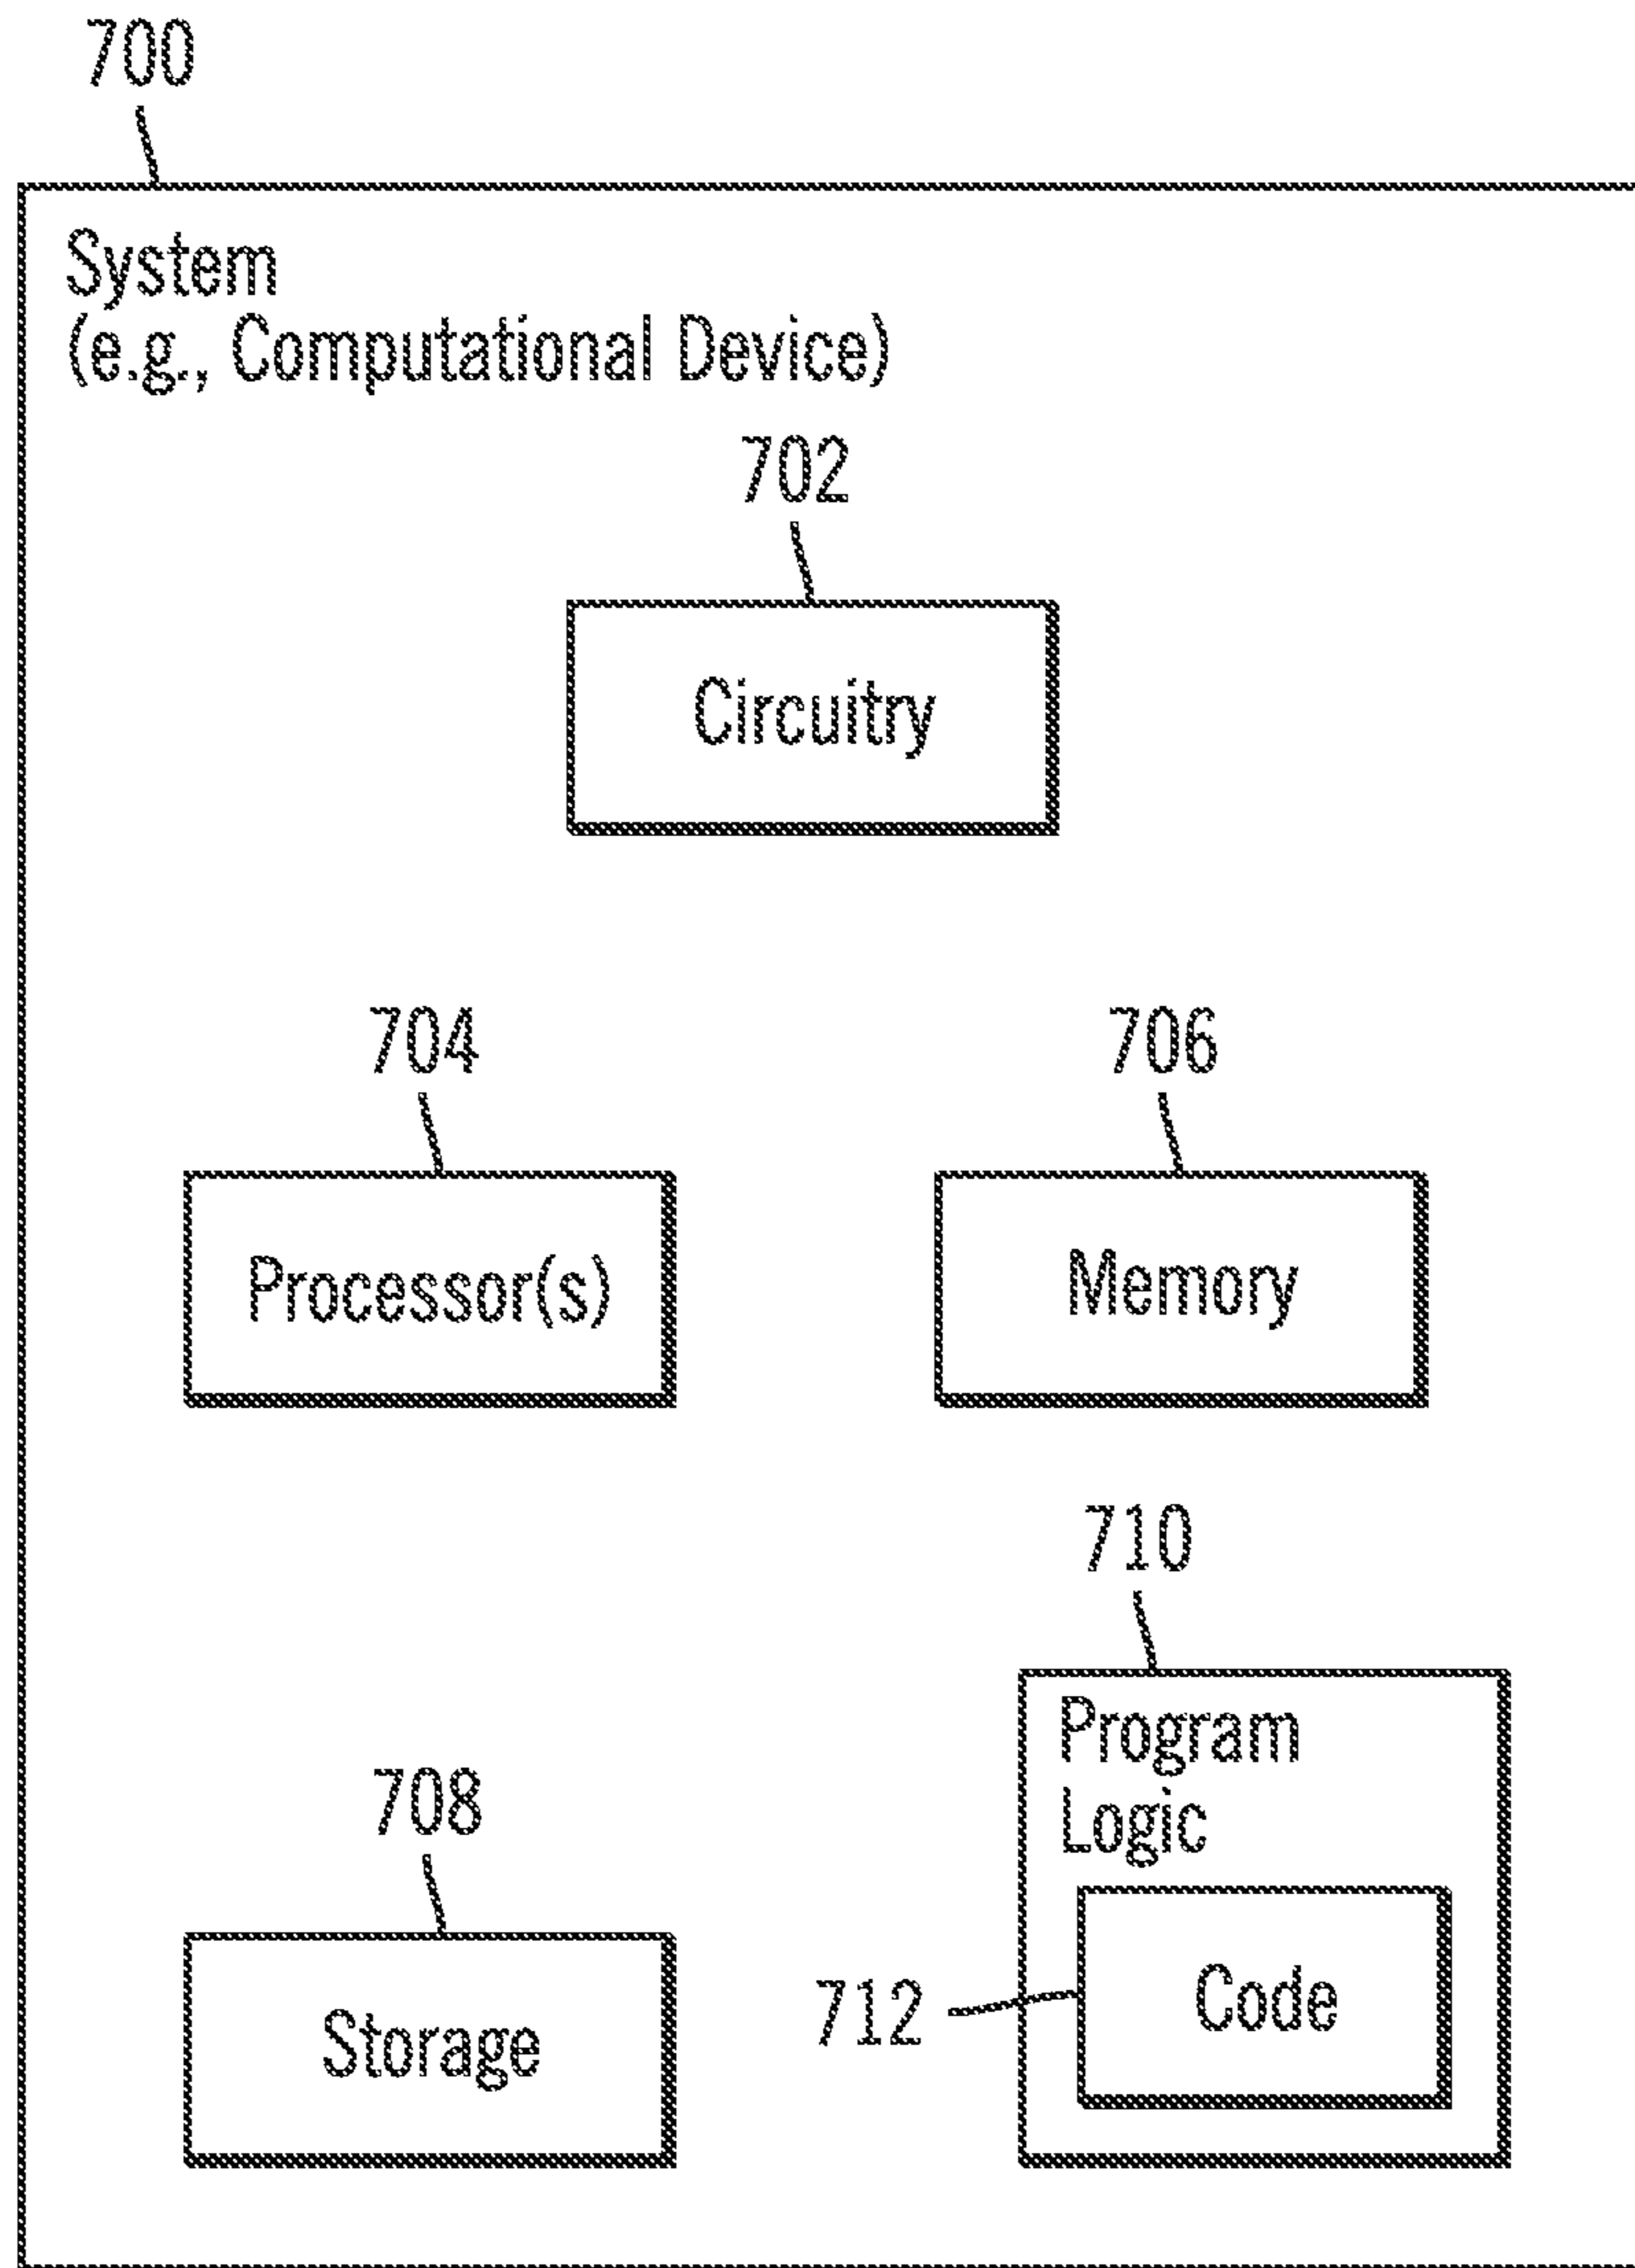 700
System
(e.g., Computational Device)
702
Circuitry
704
706
Processor(s)
Memory
710
Program
Logic
708
712
Code
Storage